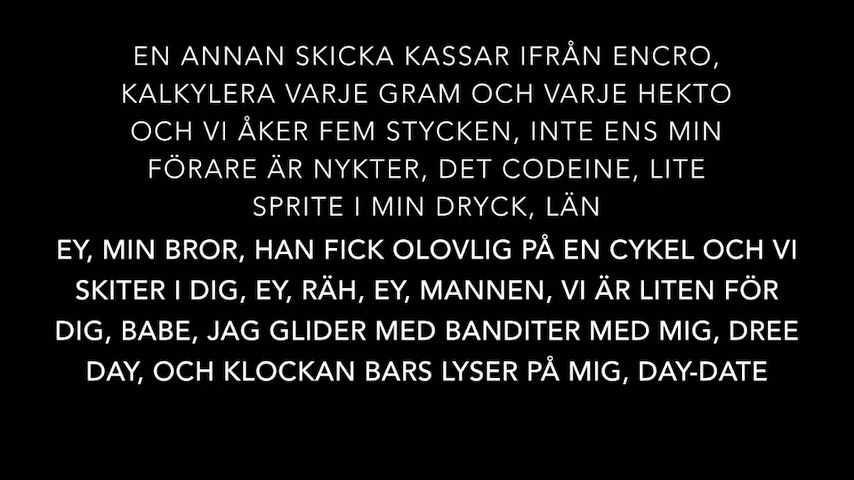 EN ANNAN SKICKA KASSAR IFRÅN ENCRO,
KALKYLERA VARJE GRAM OCH VARJE HEKTO
OCH VI ÅKER FEM STYCKEN, INTE ENS MIN
FÖRARE ÄR NYKTER, DET CODEINE, LITE
SPRITE I MIN DRYCK, LÄN
EY, MIN BROR, HAN FICK OLOVLIG PÅ EN CYKEL OCH VI
SKITER I DIG, EY, RÄH, EY, MANNEN, VI ÄR LITEN FÖR
DIG, BABE, JAG GLIDER MED BANDITER MED MIG, DREE
DAY, OCH KLOCKAN BARS LYSER PÅ MIG, DAY-DATE